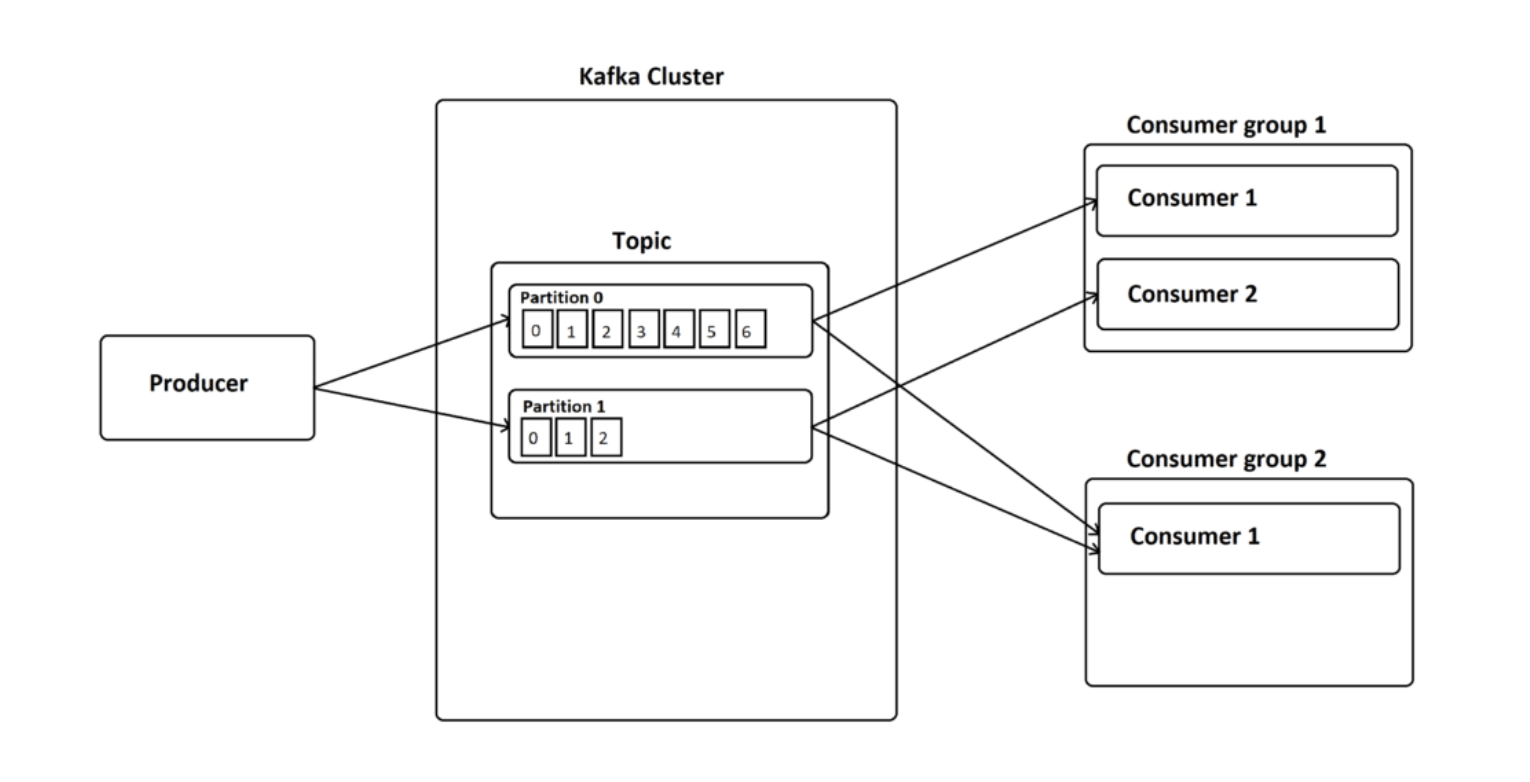 Kafka Cluster
Consumer group 1
Consumer 1
Topic
Partition 0
0 1 2 3 4 5 6
Consumer 2
Producer
Partition 1
0 1 2
Consumer group 2
Consumer 1